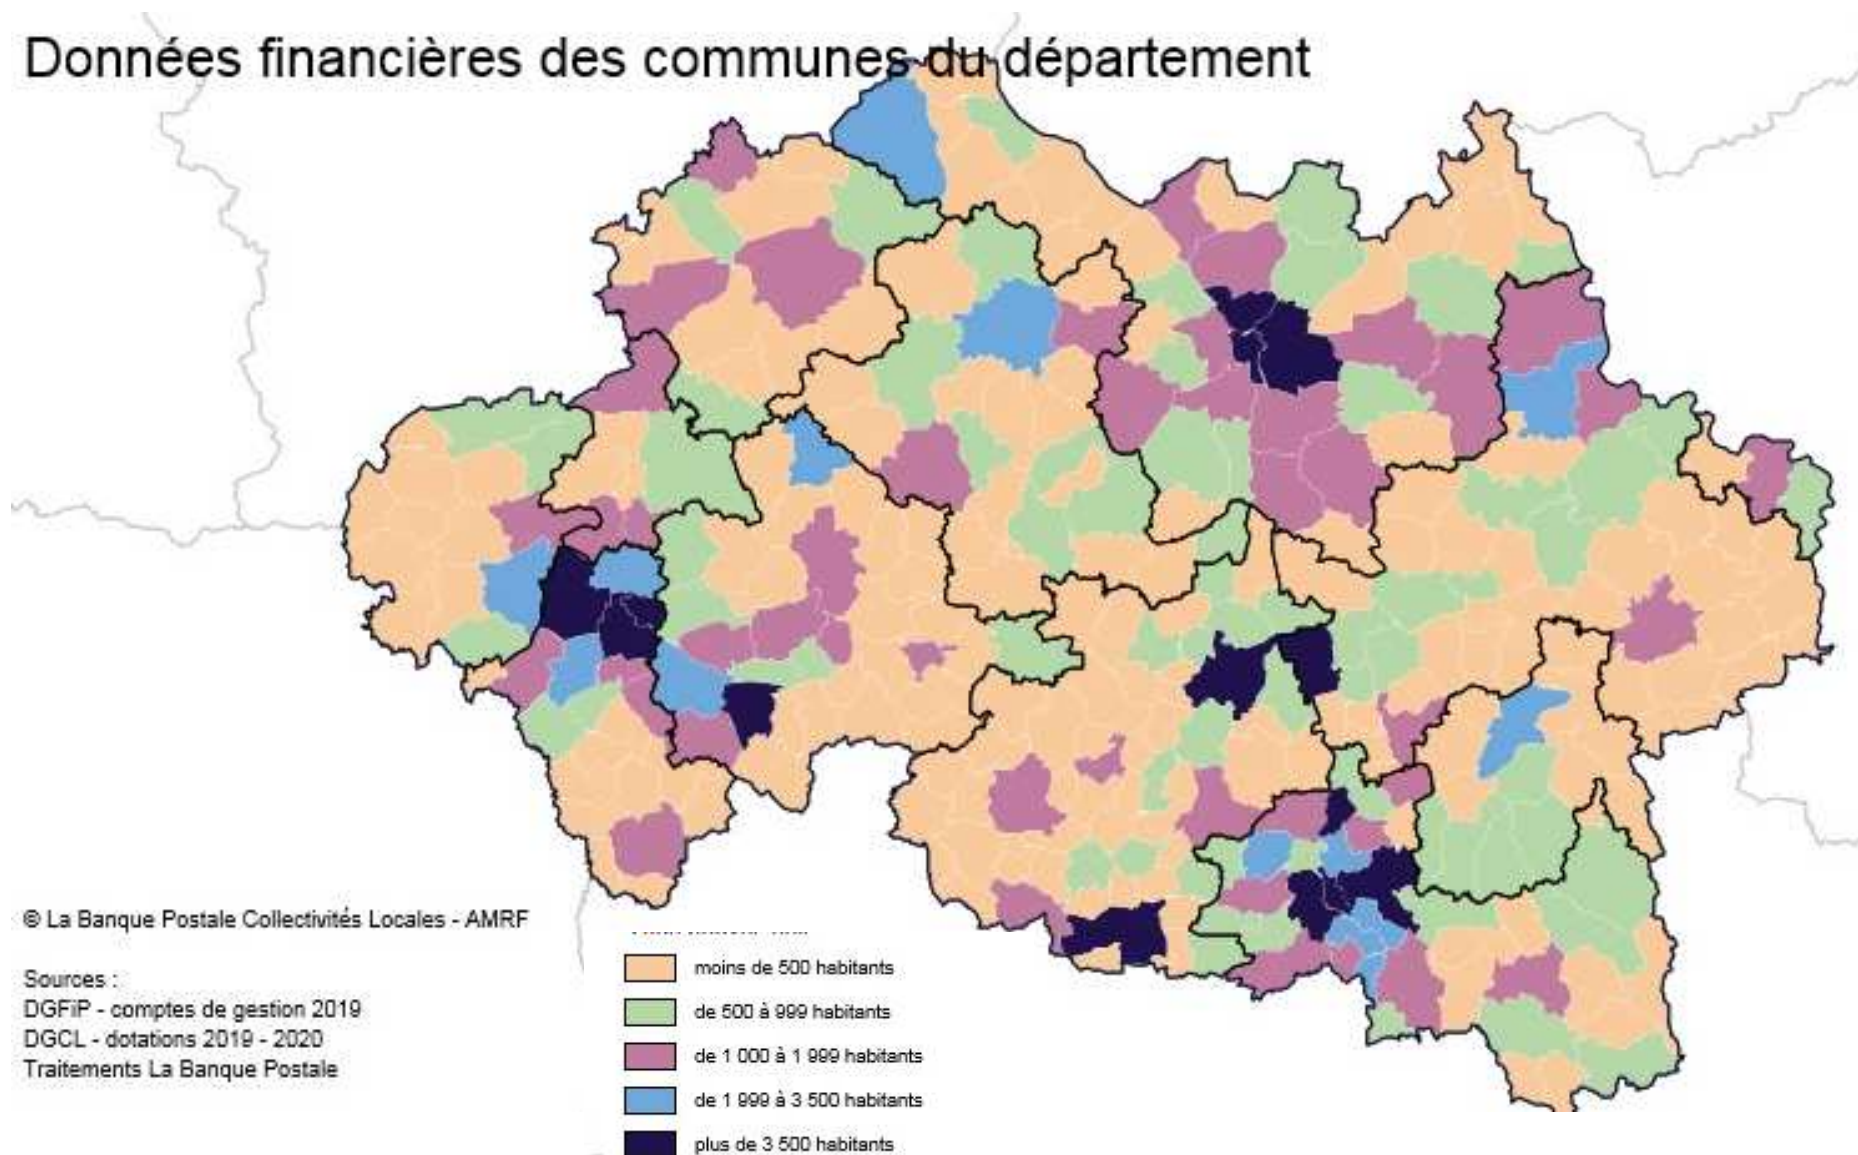 Données financières des communes du département
© La Banque Postale Collectivités Locales - AMRF
Sources :
DGFiP - comptes de gestion 2019
DGCL - dotations 2019 - 2020
Traitements La Banque Postale
moins de 500 habitants
de 500 à 999 habitants
de 1 000 à 1 999 habitants
de 1 999 à 3 500 habitants
plus de 3 500 habitants